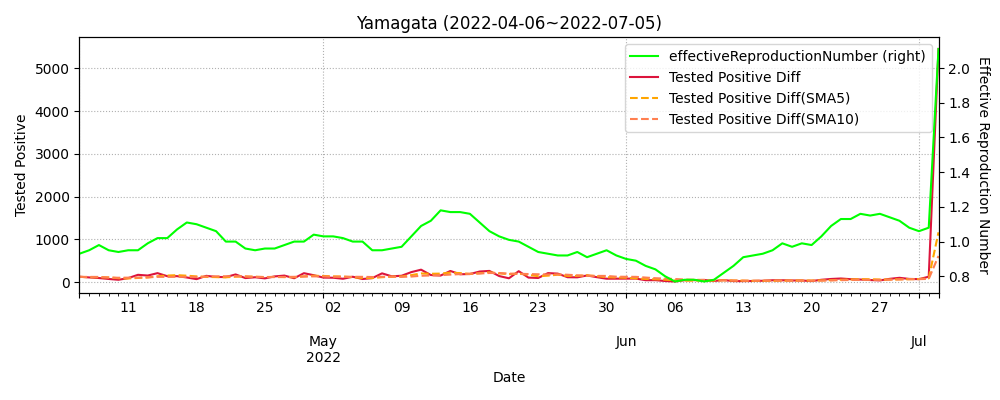 Yamagata (2022-04-06~2022-07-05)
effectiveReproductionNumber (right)
Tested Positive Diff
Tested Positive Diff(SMA5)
Tested Positive Diff(SMA10)
Tested Positive
5000
4000
3000
2000
1000
0
2.0
1.8
1.6
1.4
1.2
1.0
0.8
Effective Reproduction Number
11 18 25 02 09 16 23 30 06 13 20 27
May Jun Jul
2022
Date